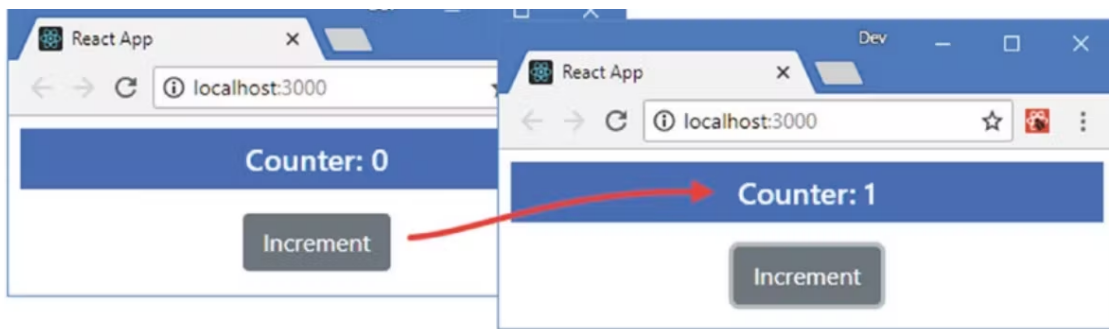 React App
localhost:3000
Counter: 0
Increment
Dev
React App
localhost:3000
Counter: 1
Increment